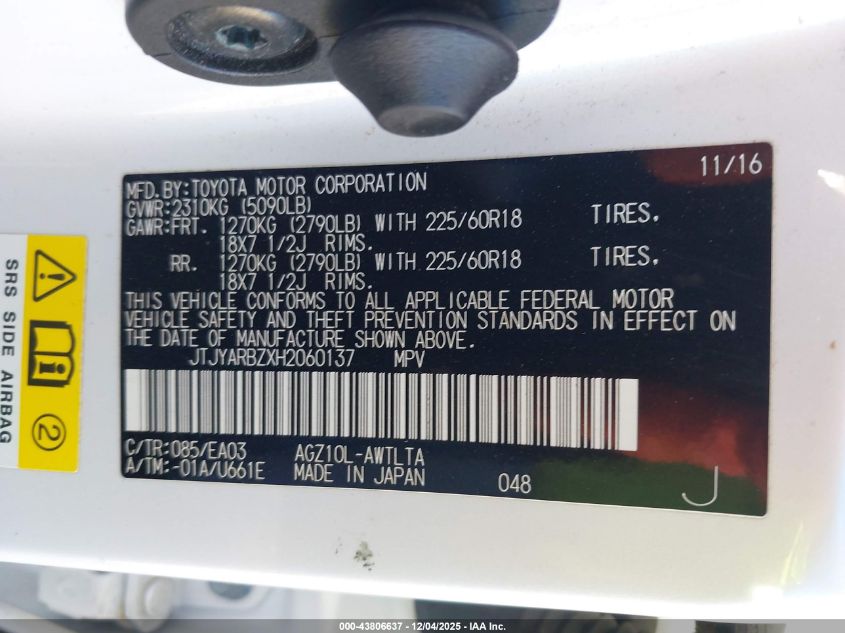 11/16
MFD.BY:TOYOTA MOTOR CORPORATION
GVWR:2310KG (5090LB)
GAWR:FRT. 1270KG (2790LB) WITH 225/60R18 TIRES.
18X7 1/2J RIMS.
RR. 1270KG (2790LB) WITH 225/60R18 TIRES.
18X7 1/2J RIMS.
THIS VEHICLE CONFORMS TO ALL APPLICABLE FEDERAL MOTOR
VEHICLE SAFETY AND THEFT PREVENTION STANDARDS IN EFFECT ON
THE DATE OF MANUFACTURE SHOWN ABOVE.
JTJYARBZXH2060137 MPV
C/TR:085/EA03 AGZ10L-AWTLTA
A/TM:-01A/U661E MADE IN JAPAN 048
J
SRS SIDE AIRBAG
2
000-43806637 - 12/04/2025 - IAA Inc.